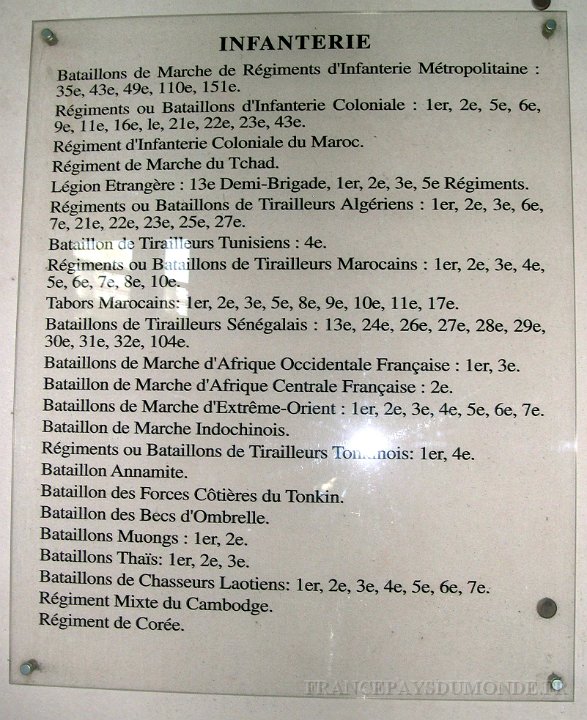 INFANTERIE
Bataillons de Marche de Régiments d'Infanterie Métropolitaine :
35e, 43e, 49e, 110e, 151e.
Régiments ou Bataillons d'Infanterie Coloniale : 1er, 2e, 5e, 6e,
9e, 11e, 16e, le, 21e, 22e, 23e, 43e.
Régiment d'Infanterie Coloniale du Maroc.
Régiment de Marche du Tchad.
Légion Etrangère : 13e Demi-Brigade, 1er, 2e, 3e, 5e Régiments.
Régiments ou Bataillons de Tirailleurs Algériens : 1er, 2e, 3e, 6e,
7e, 21e, 22e, 23e, 25e, 27e.
Bataillon de Tirailleurs Tunisiens : 4e.
Régiments ou Bataillons de Tirailleurs Marocains : 1er, 2e, 3e, 4e,
5e, 6e, 7e, 8e, 10e.
Tabors Marocains: 1er, 2e, 3e, 5e, 8e, 9e, 10e, 11e, 17e.
Bataillons de Tirailleurs Sénégalais : 13e, 24e, 26e, 27e, 28e, 29e,
30e, 31e, 32e, 104e.
Bataillons de Marche d'Afrique Occidentale Française : 1er, 3e.
Bataillon de Marche d'Afrique Centrale Française : 2e.
Bataillons de Marche d'Extrême-Orient : 1er, 2e, 3e, 4e, 5e, 6e, 7e.
Bataillon de Marche Indochinois.
Régiments ou Bataillons de Tirailleurs : 1er, 4e.
Bataillon Annamite.
Bataillon des Forces Côtières du Tonkin.
Bataillon des Becs d'Ombrelle.
Bataillons Muongs : 1er, 2e.
Bataillons Thaïs: 1er, 2e, 3e.
Bataillons de Chasseurs Laotiens: 1er, 2e, 3e, 4e, 5e, 6e, 7e.
Régiment Mixte du Cambodge.
Régiment de Corée.
FRANCEPAYSDUMONDE.FR